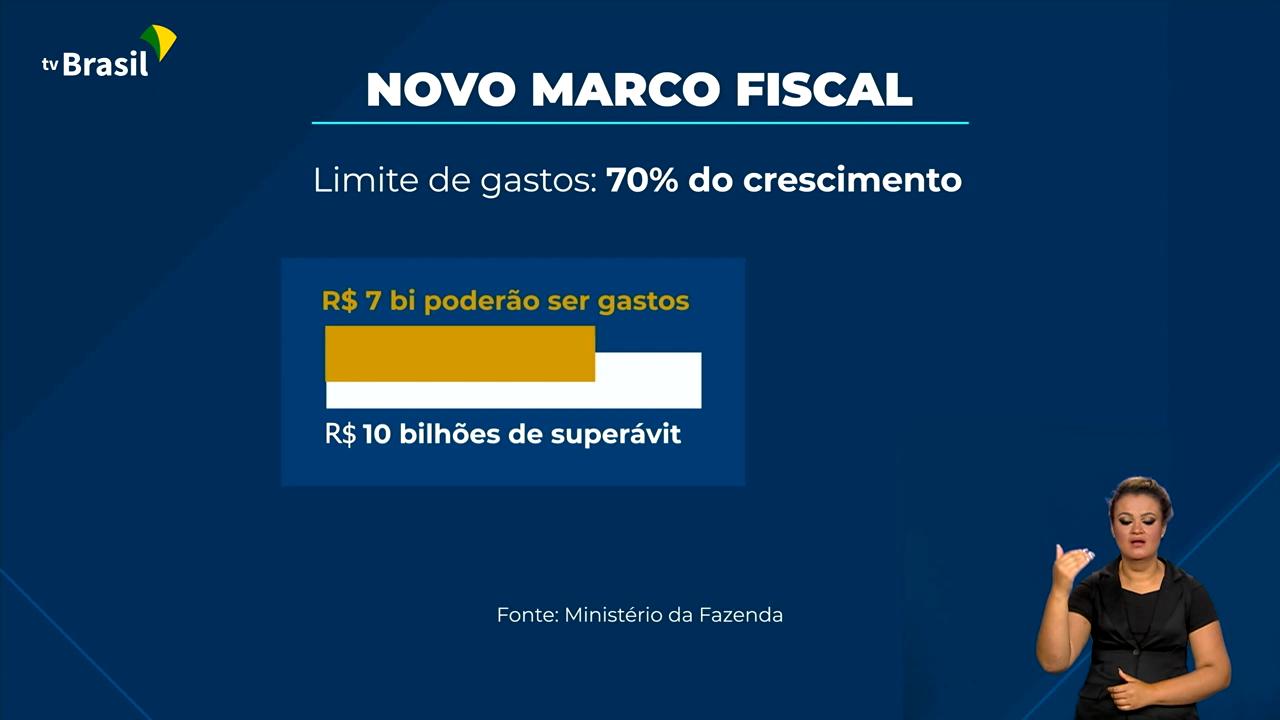 tv Brasil
NOVO MARCO FISCAL
Limite de gastos: 70% do crescimento
R$ 7 bi poderão ser gastos
R$ 10 bilhões de superávit
Fonte: Ministério da Fazenda